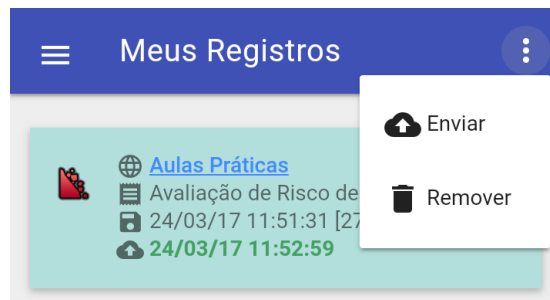 Meus Registros
Enviar
Remover
Aulas Práticas
Avaliação de Risco de
24/03/17 11:51:31 [27
24/03/17 11:52:59